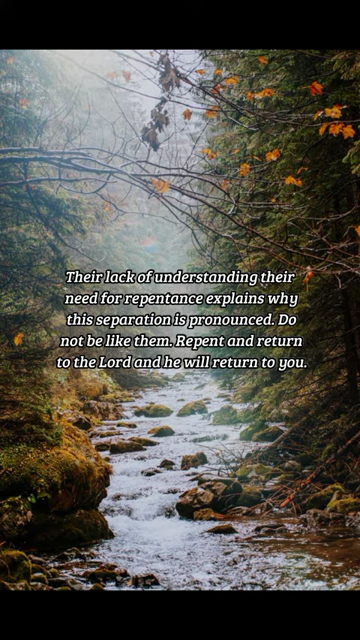 Their lack of understanding their
need for repentance explains why
this separation is pronounced. Do
not be like them. Repent and return
to the Lord and he will return to you.